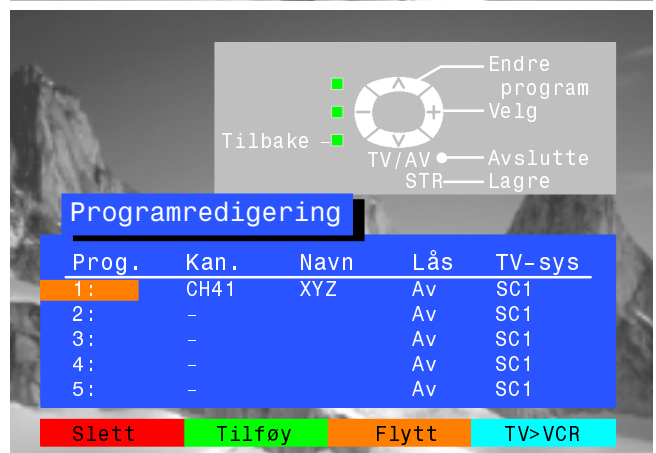 Endre
program
Velg
Tilbake
TV/AV Avslutte
STR Lagre
Programredigering
Prog. Kan. Navn Lås TV-sys
1: CH41 XYZ Av SC1
2: – Av SC1
3: – Av SC1
4: – Av SC1
5: – Av SC1
Slett Tilføy Flytt TV>VCR